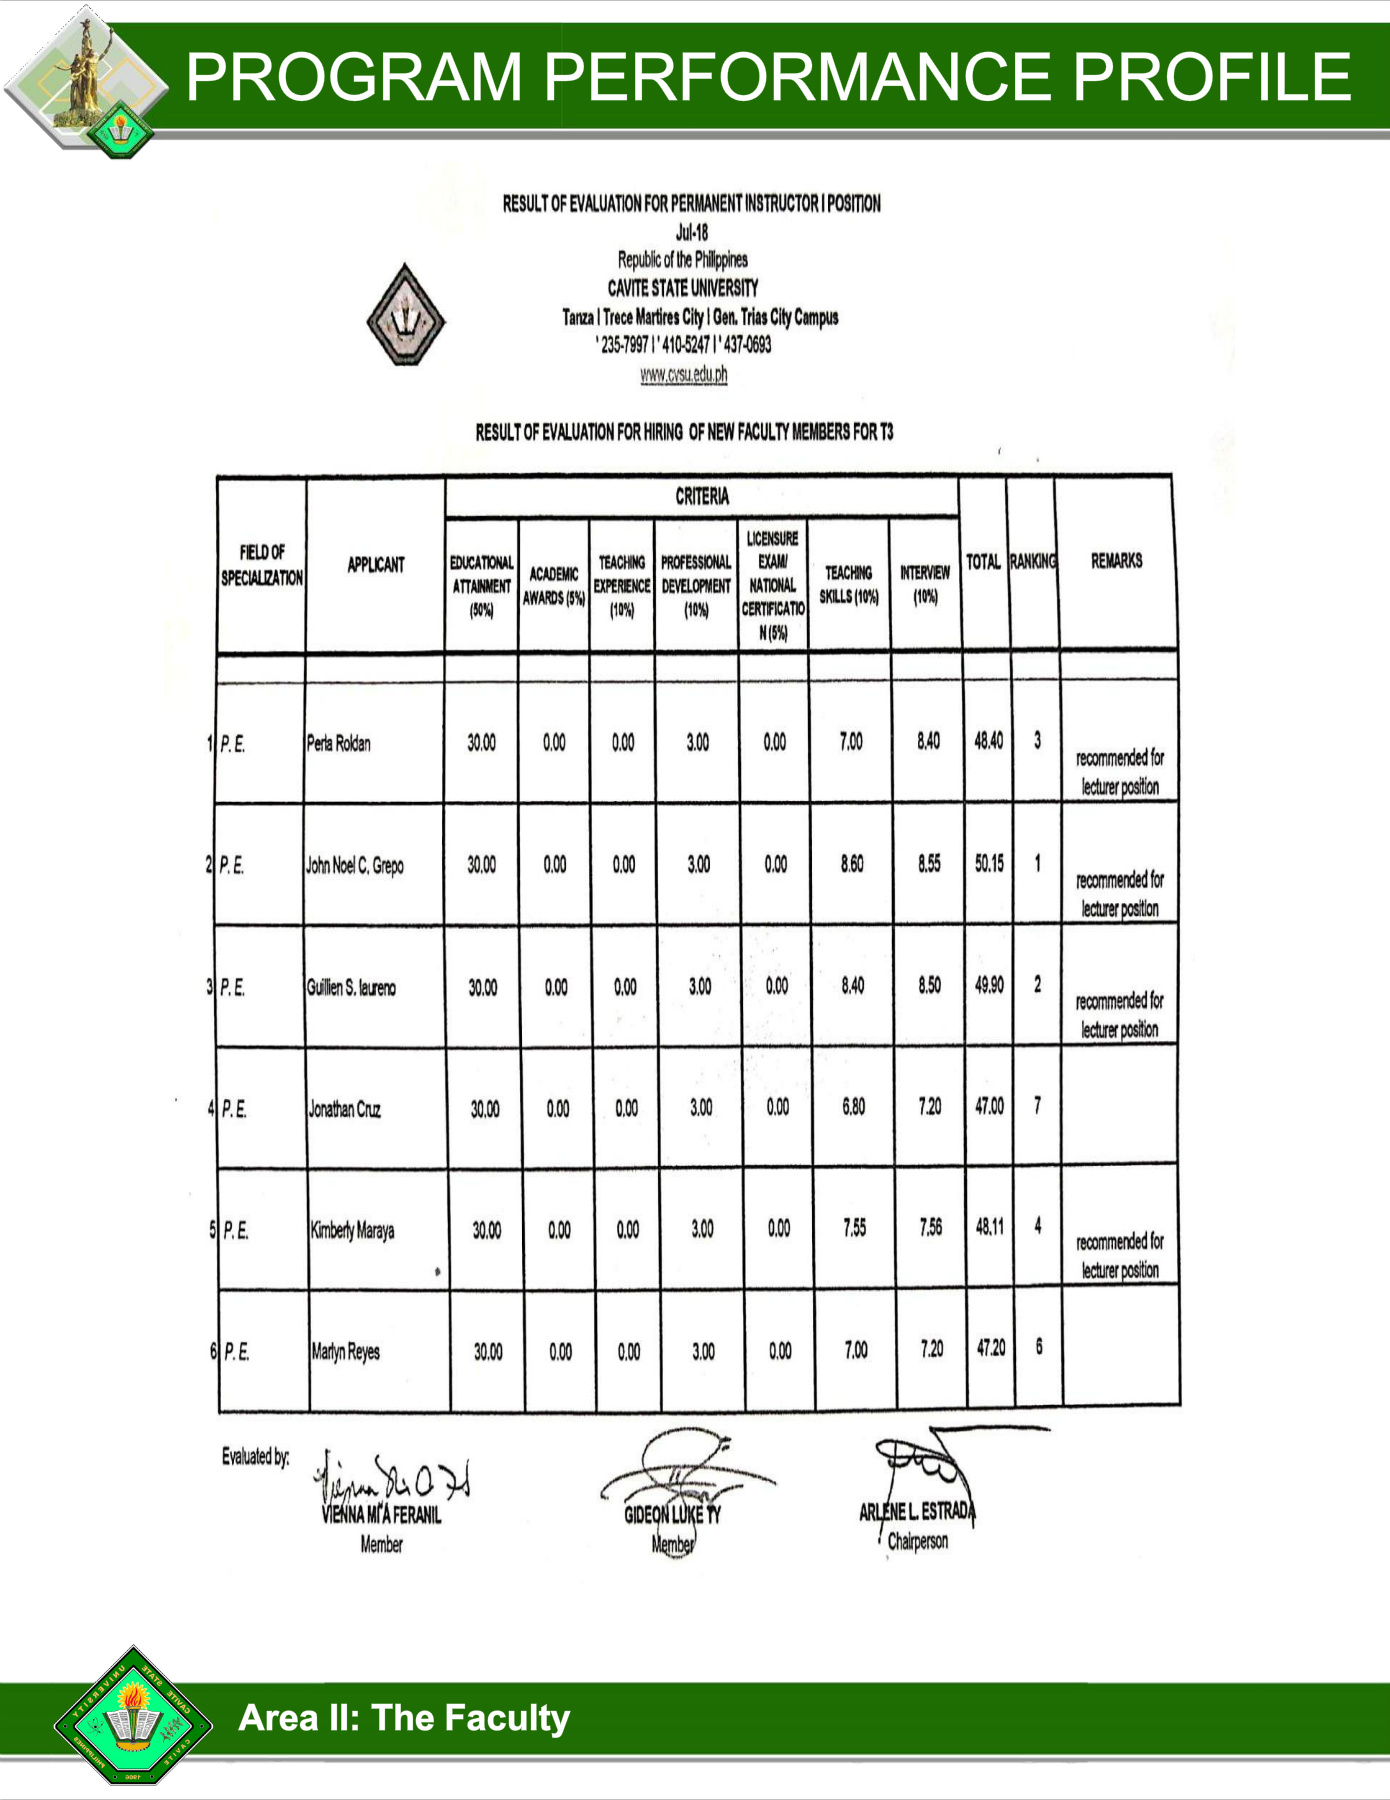 PROGRAM PERFORMANCE PROFILE
RESULT OF EVALUATION FOR PERMANENT INSTRUCTOR I POSITION
Jul-18
Republic of the Philippines
CAVITE STATE UNIVERSITY
Tanza | Trece Martires City | Gen. Trias City Campus
' 235-7997 | ' 410-5247 | ' 437-0693
www.cvsu.edu.ph
RESULT OF EVALUATION FOR HIRING OF NEW FACULTY MEMBERS FOR T3
CRITERIA
FIELD OF SPECIALIZATION APPLICANT EDUCATIONAL ATTAINMENT (50%) ACADEMIC AWARDS (5%) TEACHING EXPERIENCE (10%) PROFESSIONAL DEVELOPMENT (10%) LICENSURE EXAM/ NATIONAL CERTIFICATIO N (5%) TEACHING SKILLS (10%) INTERVIEW (10%) TOTAL RANKING REMARKS
1 P. E. Perla Roldan 30.00 0.00 0.00 3.00 0.00 7.00 8.40 48.40 3 recommended for lecturer position
2 P. E. John Noel C. Grepo 30.00 0.00 0.00 3.00 0.00 8.60 8.55 50.15 1 recommended for lecturer position
3 P. E. Guillien S. laureno 30.00 0.00 0.00 3.00 0.00 8.40 8.50 49.90 2 recommended for lecturer position
4 P. E. Jonathan Cruz 30.00 0.00 0.00 3.00 0.00 6.80 7.20 47.00 7
5 P. E. Kimberly Maraya 30.00 0.00 0.00 3.00 0.00 7.55 7.56 48.11 4 recommended for lecturer position
6 P. E. Marlyn Reyes 30.00 0.00 0.00 3.00 0.00 7.00 7.20 47.20 6
Evaluated by:
VIENNA MI'A FERANIL
Member
GIDEON LUKE TY
Member
ARLENE L. ESTRADA
Chairperson
CAVITE STATE UNIVERSITY
CAVITE
PHILIPPINES
1906
Area II: The Faculty